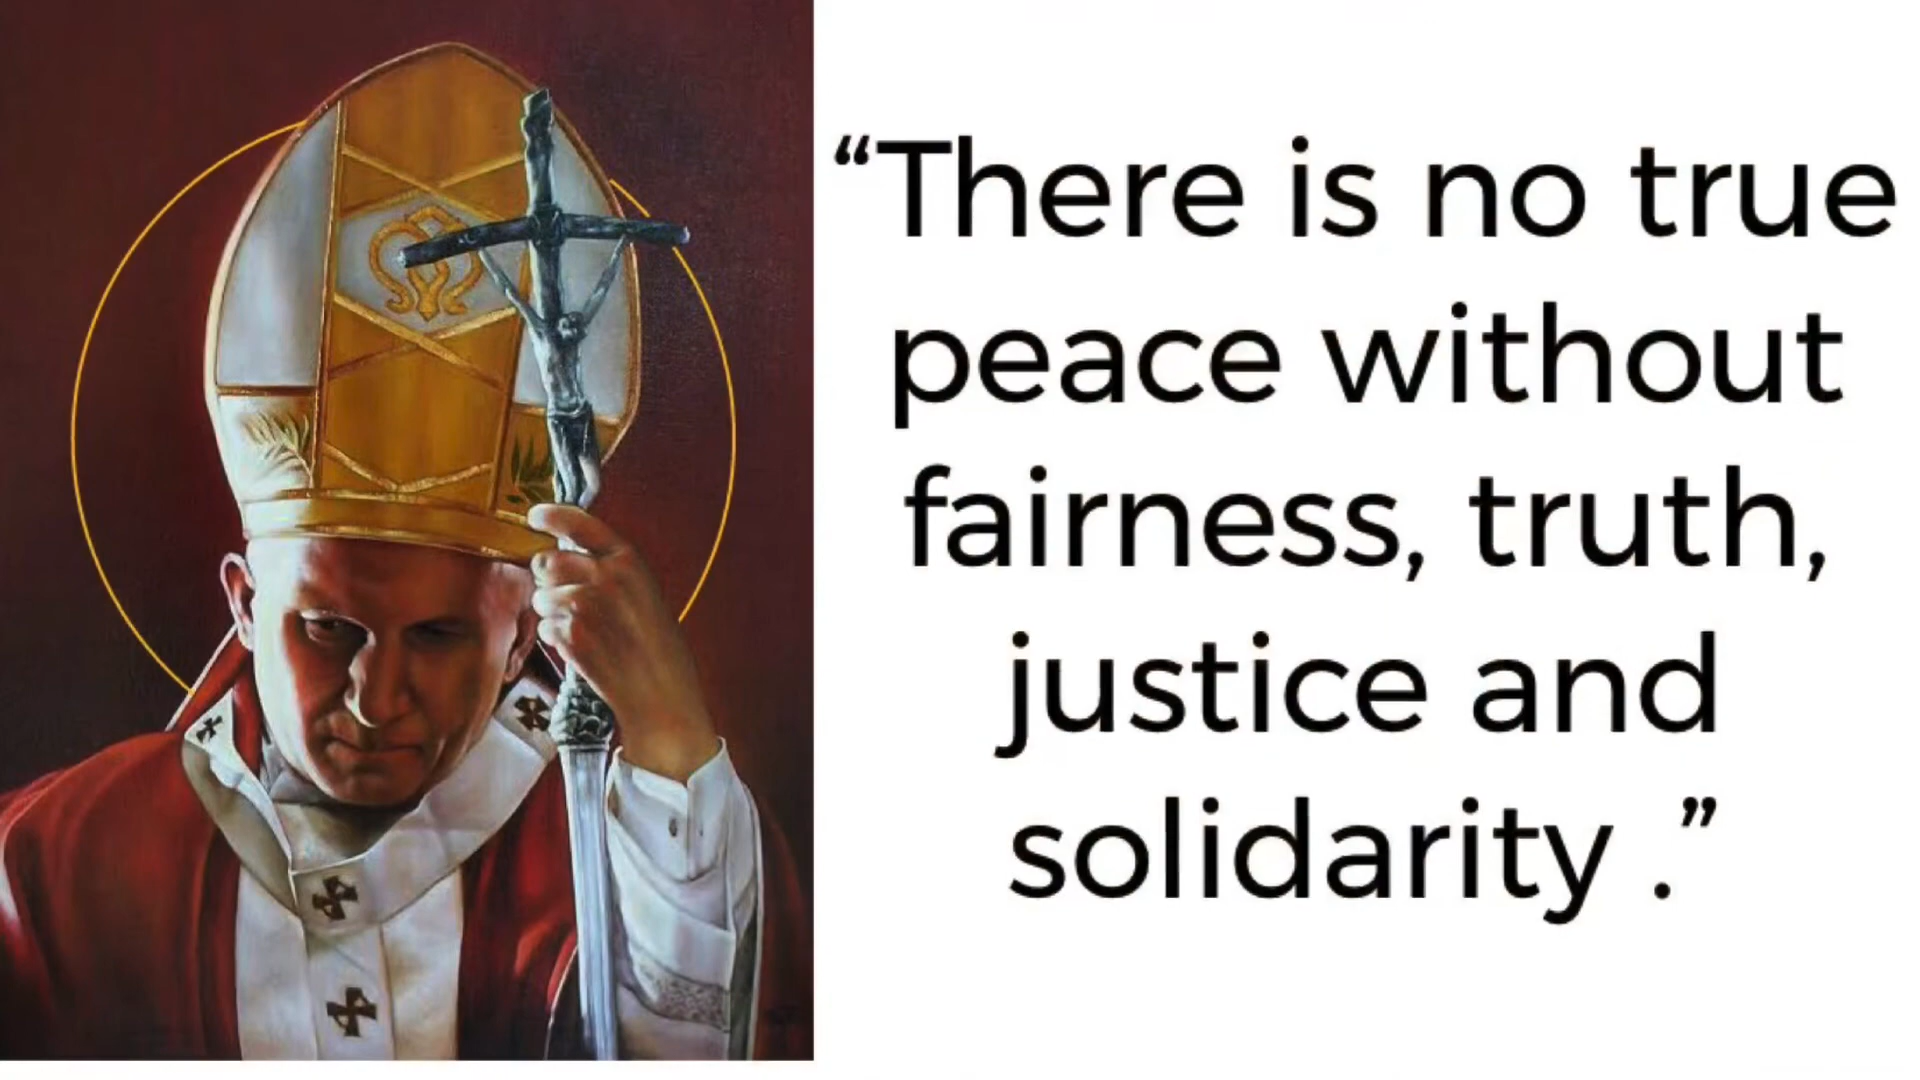 “There is no true
peace without
fairness, truth,
justice and
solidarity .”